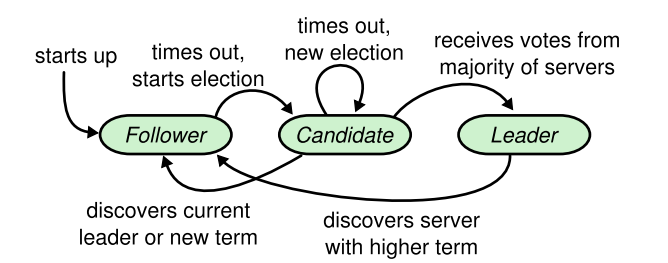 starts up
times out,
starts election
times out,
new election
receives votes from
majority of servers
Follower
Candidate
Leader
discovers current
leader or new term
discovers server
with higher term